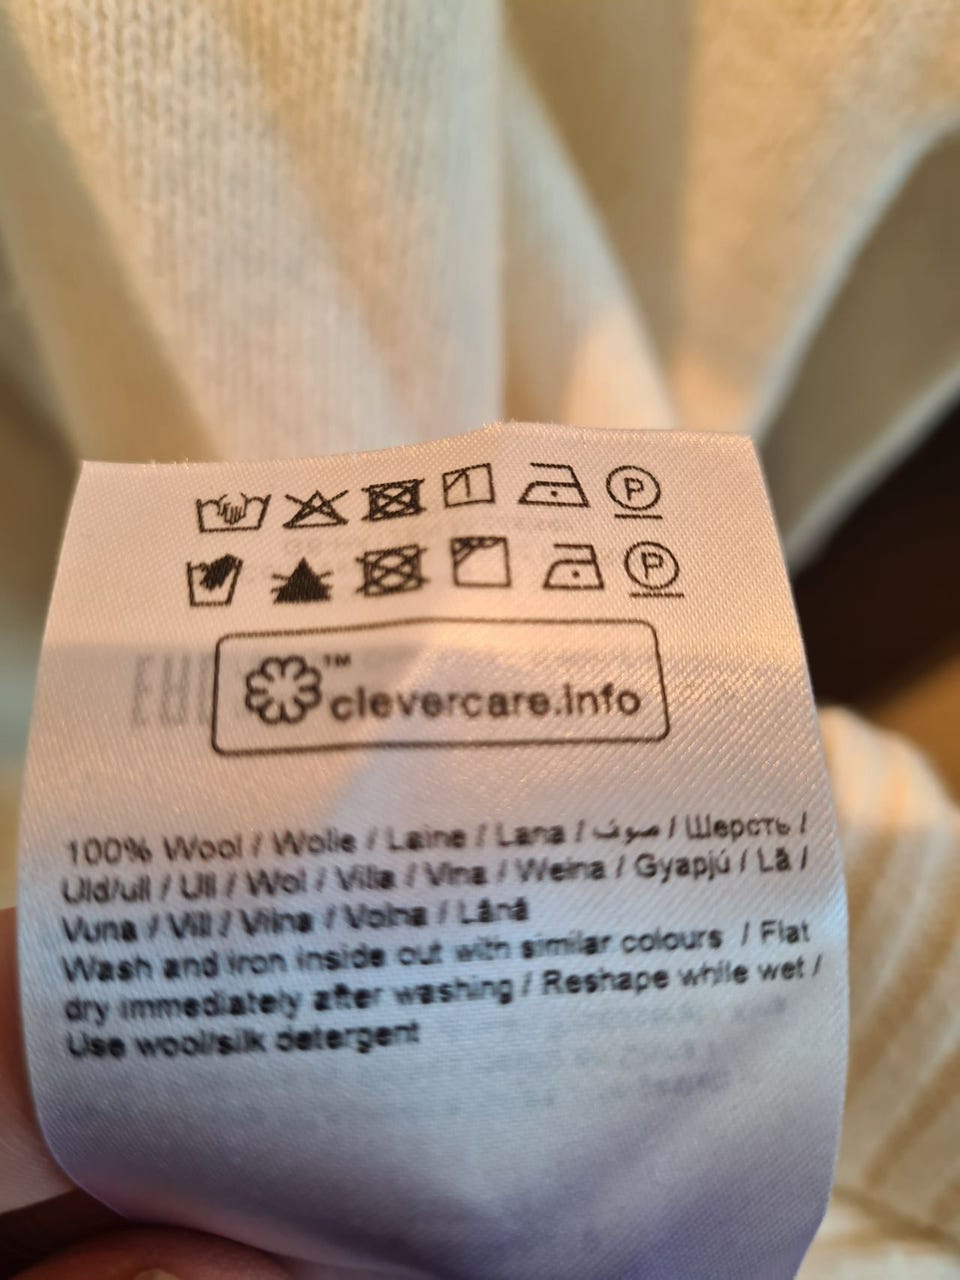 P
P
™
clevercare.info
100% Wool / Wolle / Laine / Lana / صوف / Шерсть /
Uld/ull / Ull / Wol / Villa / Vlna / Wełna / Gyapjú / Lã /
Vuna / Vill / Vilna / Volna / Lână
Wash and iron inside out with similar colours / Flat
dry immediately after washing / Reshape while wet /
Use wool/silk detergent